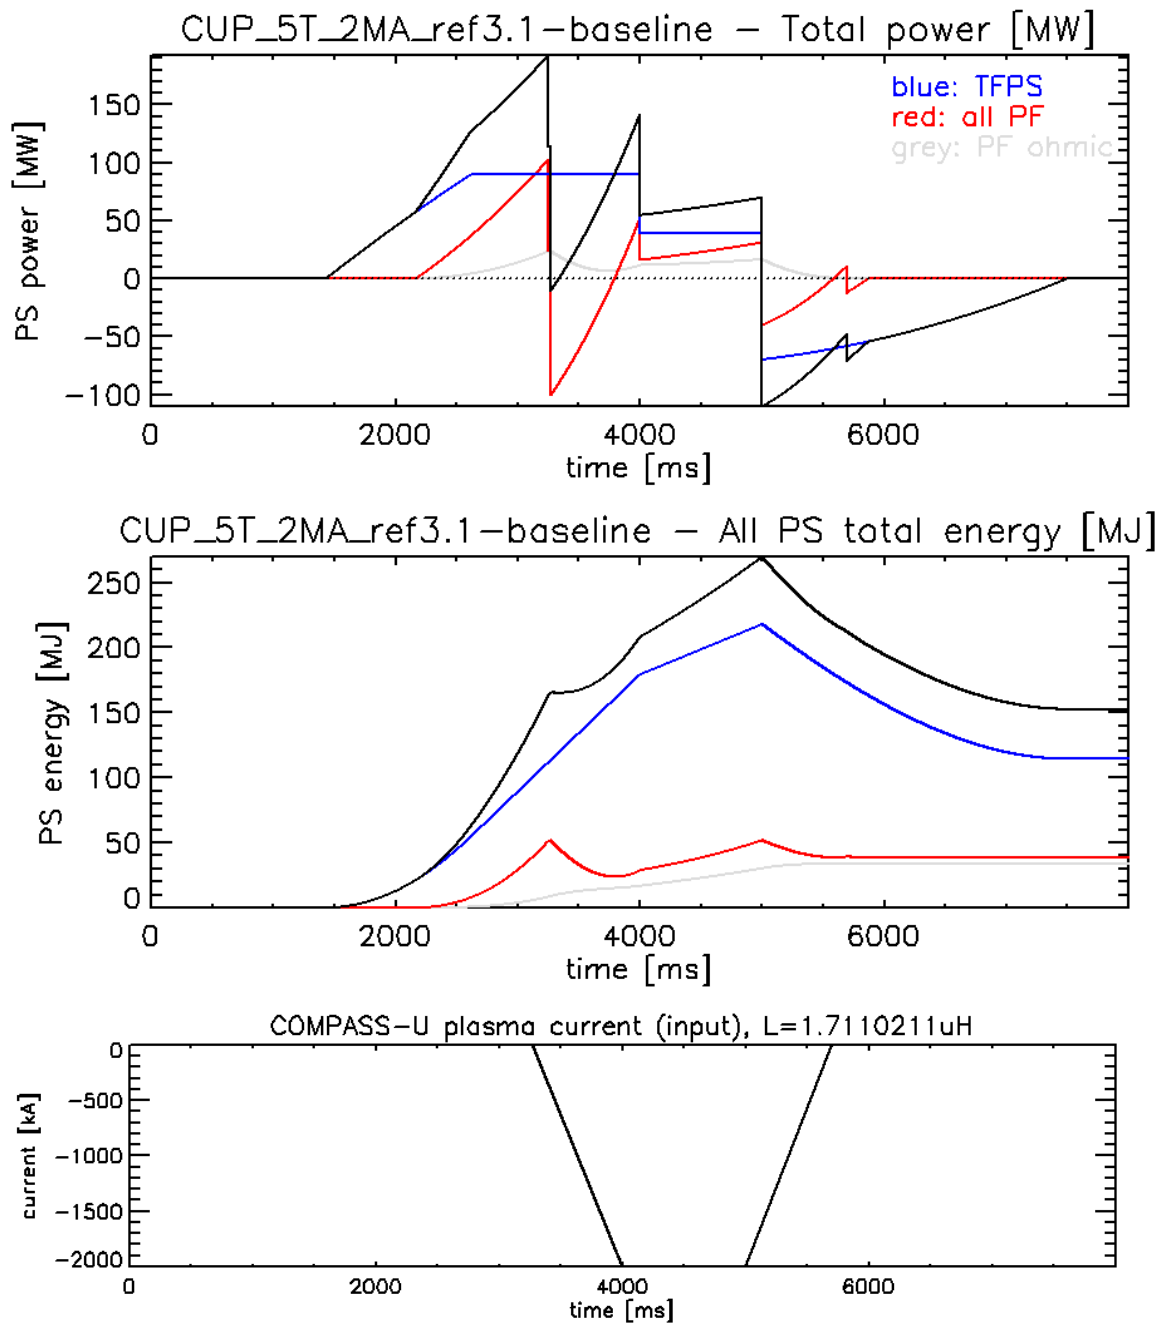 CUP_5T_2MA_ref3.1-baseline - Total power [MW]
blue: TFPS
red: all PF
grey: PF ohmic
PS power [MW]
150
100
50
0
-50
-100
0 2000 4000 6000
time [ms]
CUP_5T_2MA_ref3.1-baseline - All PS total energy [MJ]
PS energy [MJ]
250
200
150
100
50
0
0 2000 4000 6000
time [ms]
COMPASS-U plasma current (input), L=1.7110211uH
current [kA]
0
-500
-1000
-1500
-2000
0 2000 4000 6000
time [ms]